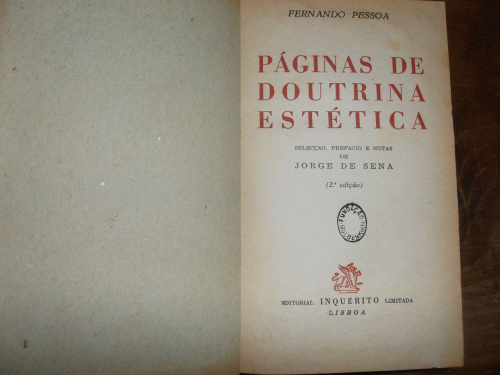 FERNANDO PESSOA
PÁGINAS DE
DOUTRINA
ESTÉTICA
SELECÇÃO, PREFÁCIO E NOTAS
DE
JORGE DE SENA
(2.ª edição)
FUNDAÇÃO
EDITORIAL INQUÉRITO LIMITADA
LISBOA